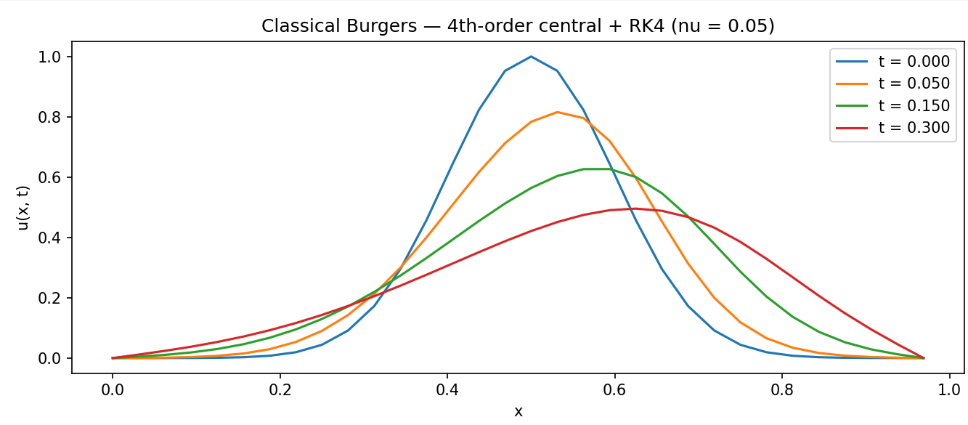 Classical Burgers — 4th-order central + RK4 (nu = 0.05)
t = 0.000
t = 0.050
t = 0.150
t = 0.300
u(x, t)
1.0
0.8
0.6
0.4
0.2
0.0
0.0 0.2 0.4 0.6 0.8 1.0
x